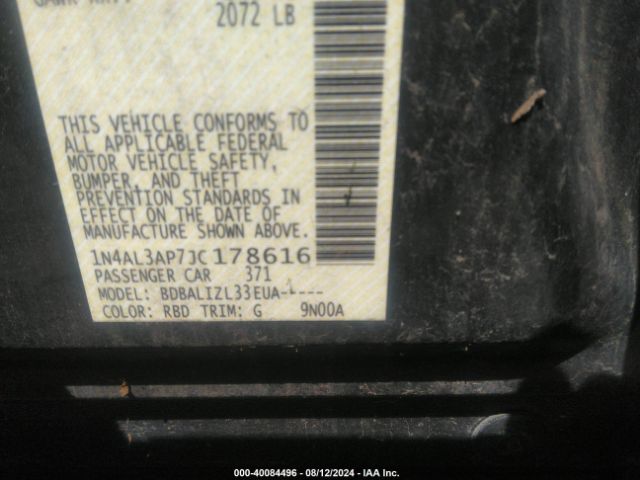 2072 LB
THIS VEHICLE CONFORMS TO
ALL APPLICABLE FEDERAL
MOTOR VEHICLE SAFETY,
BUMPER, AND THEFT
PREVENTION STANDARDS IN
EFFECT ON THE DATE OF
MANUFACTURE SHOWN ABOVE.
1N4AL3AP7JC178616
PASSENGER CAR 371
MODEL: BDBALIZL33EUA-----
COLOR: RBD TRIM: G 9N00A
000-40084496 - 08/12/2024 - IAA Inc.